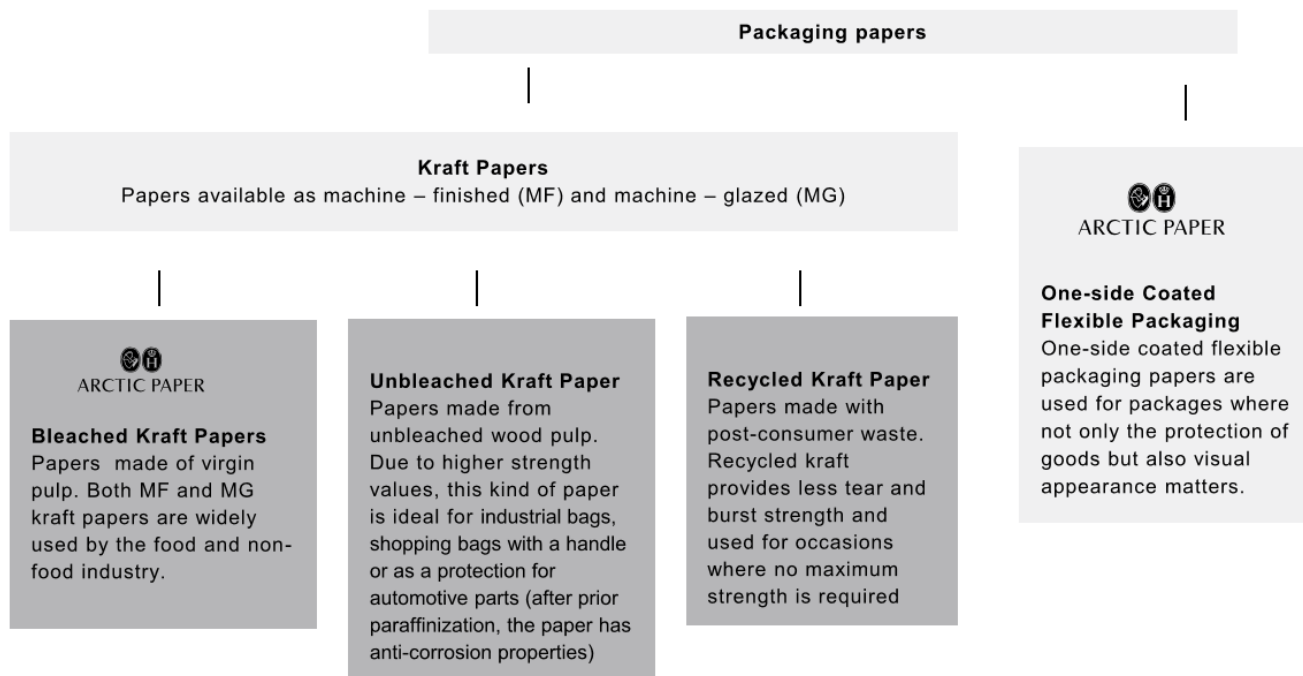 Packaging papers
Kraft Papers
Papers available as machine – finished (MF) and machine – glazed (MG)
ARCTIC PAPER
Bleached Kraft Papers
Papers  made of virgin
pulp. Both MF and MG
kraft papers are widely
used by the food and non-
food industry.
Unbleached Kraft Paper
Papers made from
unbleached wood pulp.
Due to higher strength
values, this kind of paper
is ideal for industrial bags,
shopping bags with a handle
or as a protection for
automotive parts (after prior
paraffinization, the paper has
anti-corrosion properties)
Recycled Kraft Paper
Papers made with
post-consumer waste.
Recycled kraft
provides less tear and
burst strength and
used for occasions
where no maximum
strength is required
H
ARCTIC PAPER
One-side Coated
Flexible Packaging
One-side coated flexible
packaging papers are
used for packages where
not only the protection of
goods but also visual
appearance matters.